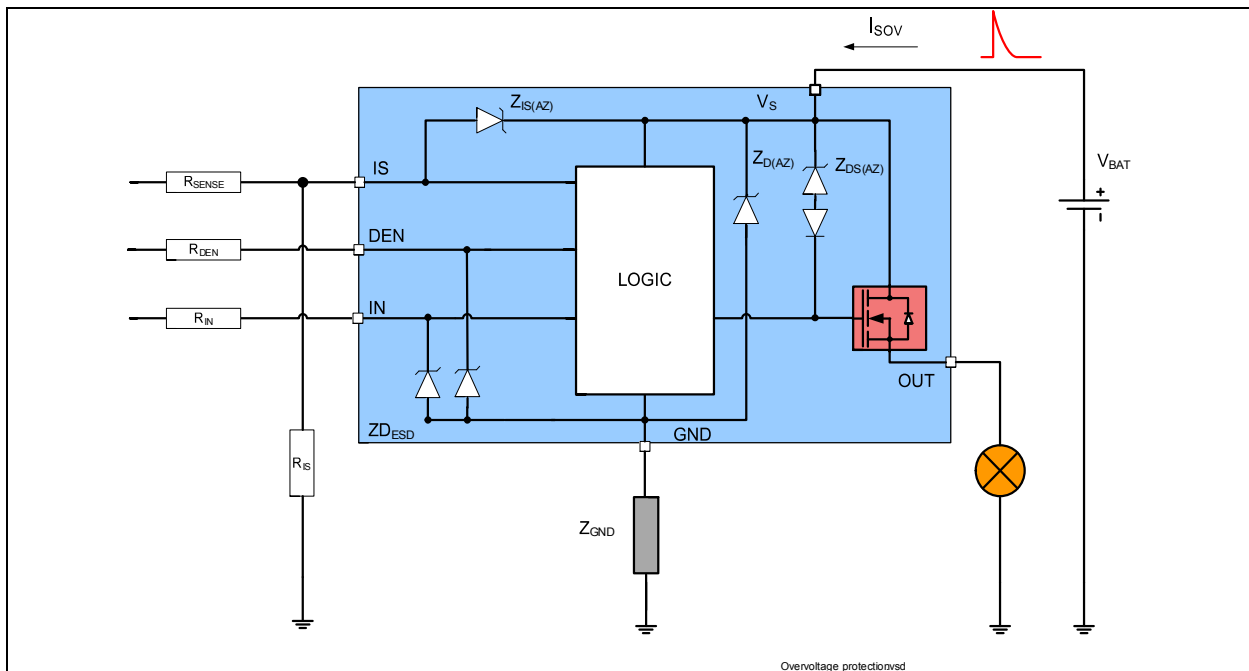 I_SOV
Z_IS(AZ)
V_S
Z_D(AZ)
Z_DS(AZ)
V_BAT
+
-
IS
R_SENSE
DEN
R_DEN
LOGIC
IN
R_IN
OUT
ZD_ESD
GND
R_IS
Z_GND
Overvoltage protectionvsd